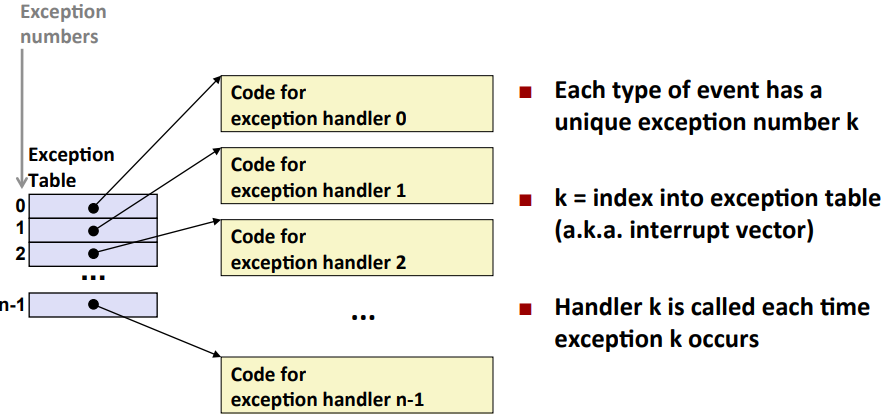 Exception
numbers
Exception
Table
0
1
2
...
n-1
Code for
exception handler 0
Code for
exception handler 1
Code for
exception handler 2
...
Code for
exception handler n-1
■ Each type of event has a
unique exception number k
■ k = index into exception table
(a.k.a. interrupt vector)
■ Handler k is called each time
exception k occurs